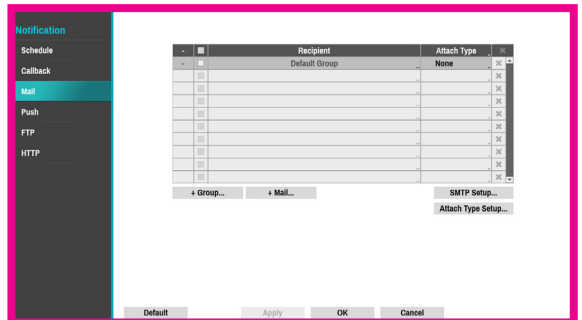 Notification
Schedule
Callback
Mail
Push
FTP
HTTP
- Recipient Attach Type
- Default Group None
+ Group... + Mail... SMTP Setup...
Attach Type Setup...
Default Apply OK Cancel